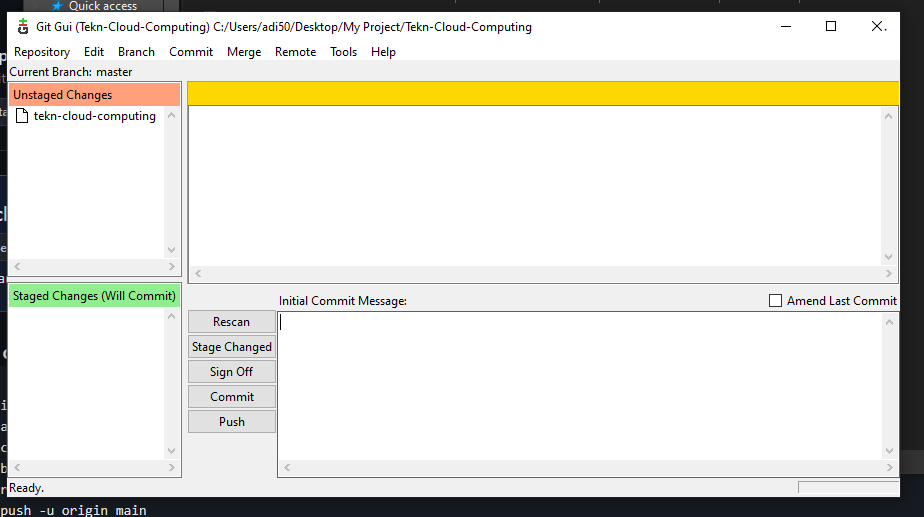 Quick access
Git Gui (Tekn-Cloud-Computing) C:/Users/adi50/Desktop/My Project/Tekn-Cloud-Computing
Repository Edit Branch Commit Merge Remote Tools Help
Current Branch: master
Unstaged Changes
tekn-cloud-computing
Staged Changes (Will Commit)
Initial Commit Message:
Amend Last Commit
Rescan
Stage Changed
Sign Off
Commit
Push
Ready.
push -u origin main